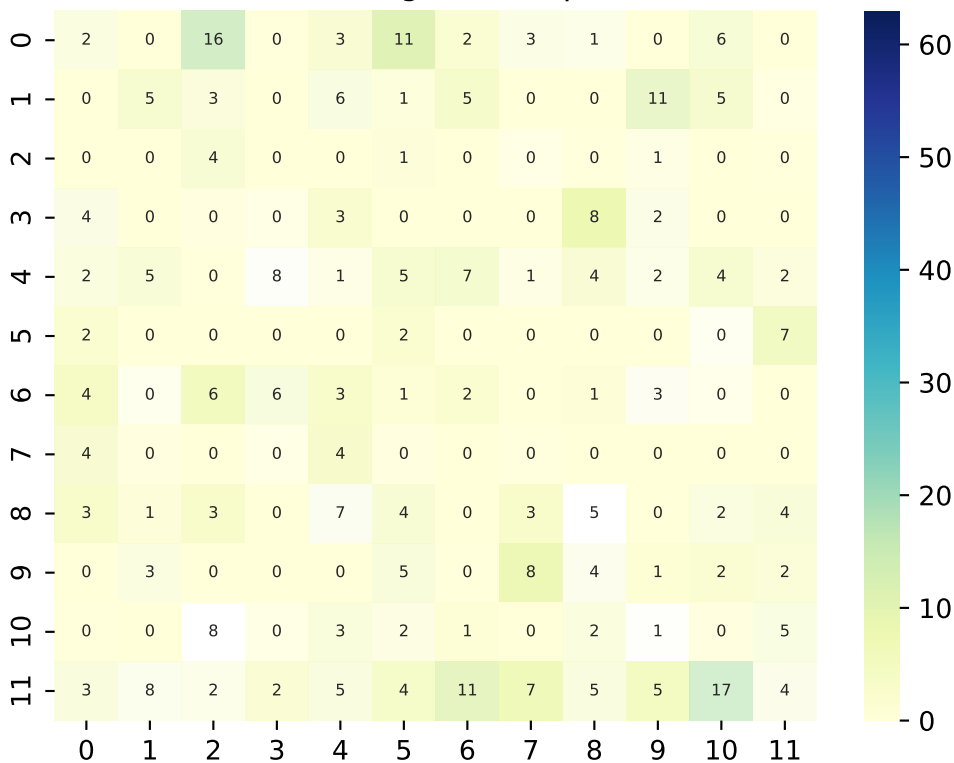 0 2 0 16 0 3 11 2 3 1 0 6 0
1 0 5 3 0 6 1 5 0 0 11 5 0
2 0 0 4 0 0 1 0 0 0 1 0 0
3 4 0 0 0 3 0 0 0 8 2 0 0
4 2 5 0 8 1 5 7 1 4 2 4 2
5 2 0 0 0 2 0 0 0 0 0 7
6 4 0 6 6 3 1 2 0 1 3 0 0
7 4 0 0 0 4 0 0 0 0 0 0 0
8 3 1 3 0 7 4 0 3 5 0 2 4
9 0 3 0 0 0 5 0 8 4 1 2 2
10 0 0 8 0 3 2 1 0 2 1 0 5
11 3 8 2 2 5 4 11 7 5 5 17 4
0 1 2 3 4 5 6 7 8 9 10 11
60
50
40
30
20
10
0